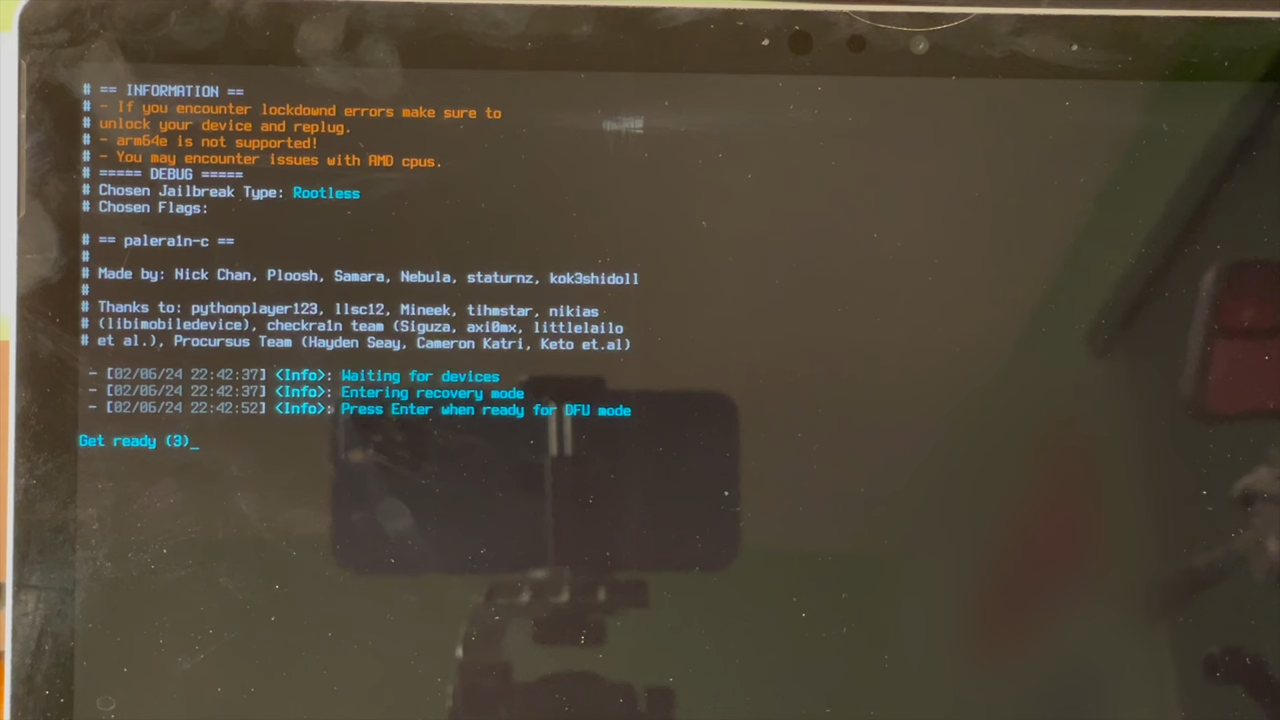 # == INFORMATION ==
# - If you encounter lockdownd errors make sure to
# unlock your device and replug.
# - arm64e is not supported!
# - You may encounter issues with AMD cpus.
# ===== DEBUG =====
# Chosen Jailbreak Type: Rootless
# Chosen Flags:
# == palera1n-c ==
#
# Made by: Nick Chan, Ploosh, Samara, Nebula, staturnz, kok3shidoll
#
# Thanks to: pythonplayer123, llsc12, Mineek, tihmstar, nikias
# (libimobiledevice), checkra1n team (Siguza, axi0mx, littlelailo
# et al.), Procursus Team (Hayden Seay, Cameron Katri, Keto et.al)
- [02/06/24 22:42:37] <Info>: Waiting for devices
- [02/06/24 22:42:37] <Info>: Entering recovery mode
- [02/06/24 22:42:52] <Info>: Press Enter when ready for DFU mode
Get ready (3)_